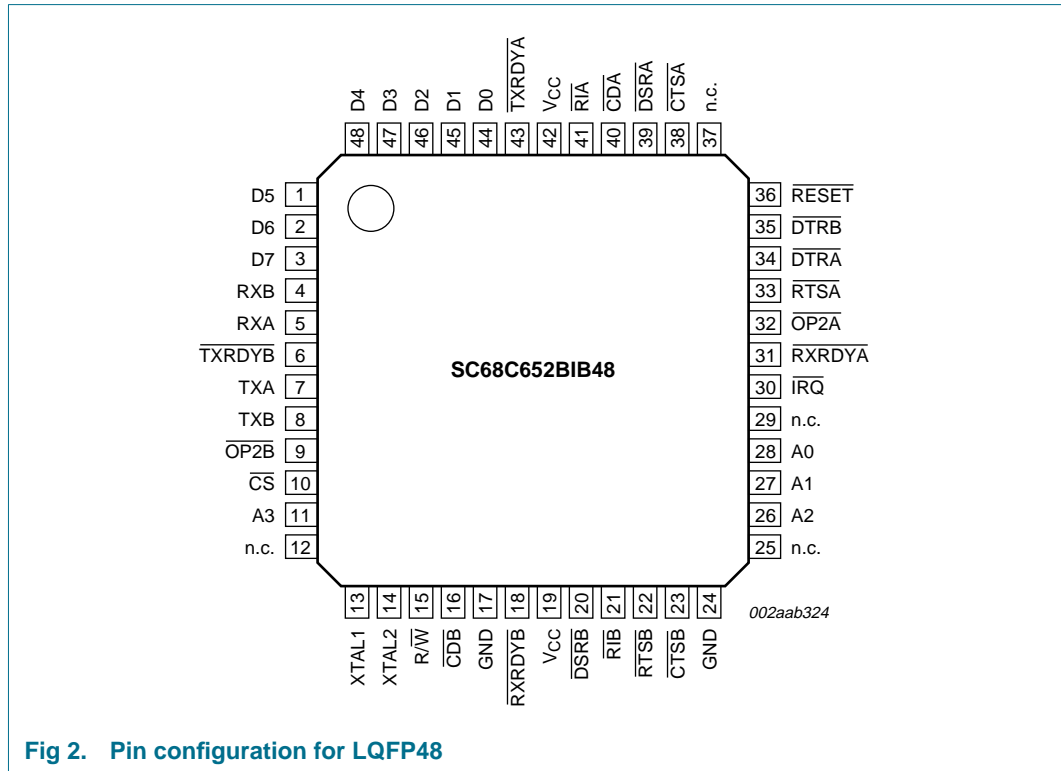 D4 D3 D2 D1 D0 TXRDYA VCC RIA CDA DSRA CTSA n.c.
48 47 46 45 44 43 42 41 40 39 38 37
D5 1
D6 2
D7 3
RXB 4
RXA 5
TXRDYB 6
TXA 7
TXB 8
OP2B 9
CS 10
A3 11
n.c. 12
SC68C652BIB48
36 RESET
35 DTRB
34 DTRA
33 RTSA
32 OP2A
31 RXRDYA
30 IRQ
29 n.c.
28 A0
27 A1
26 A2
25 n.c.
13 14 15 16 17 18 19 20 21 22 23 24
XTAL1 XTAL2 R/W CDB GND RXRDYB VCC DSRB RIB RTSB CTSB GND
002aab324
Fig 2. Pin configuration for LQFP48